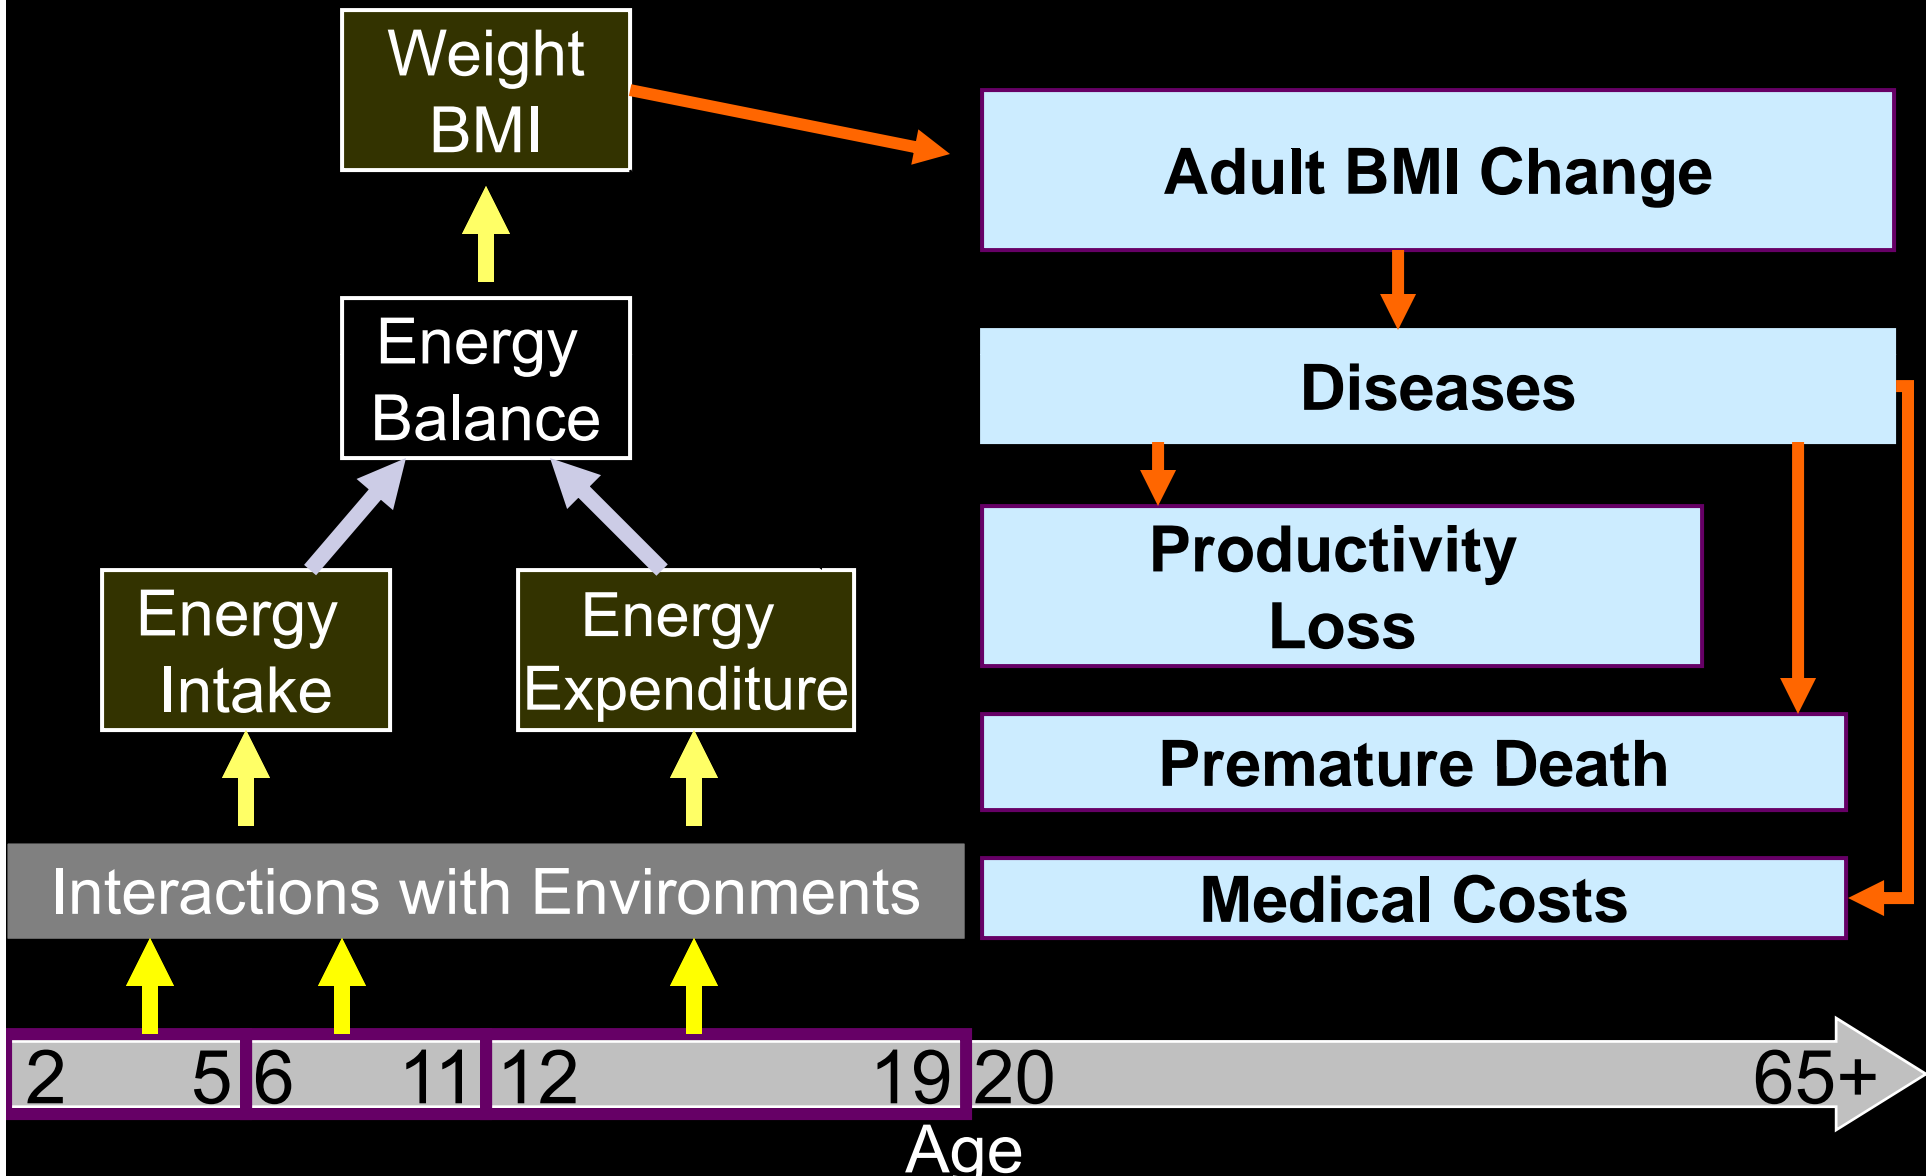 Weight
BMI
Adult BMI Change
Energy
Balance
Diseases
Productivity
Loss
Energy
Intake
Energy
Expenditure
Premature Death
Interactions with Environments
Medical Costs
2 5 6 11 12 19 20 65+
Age